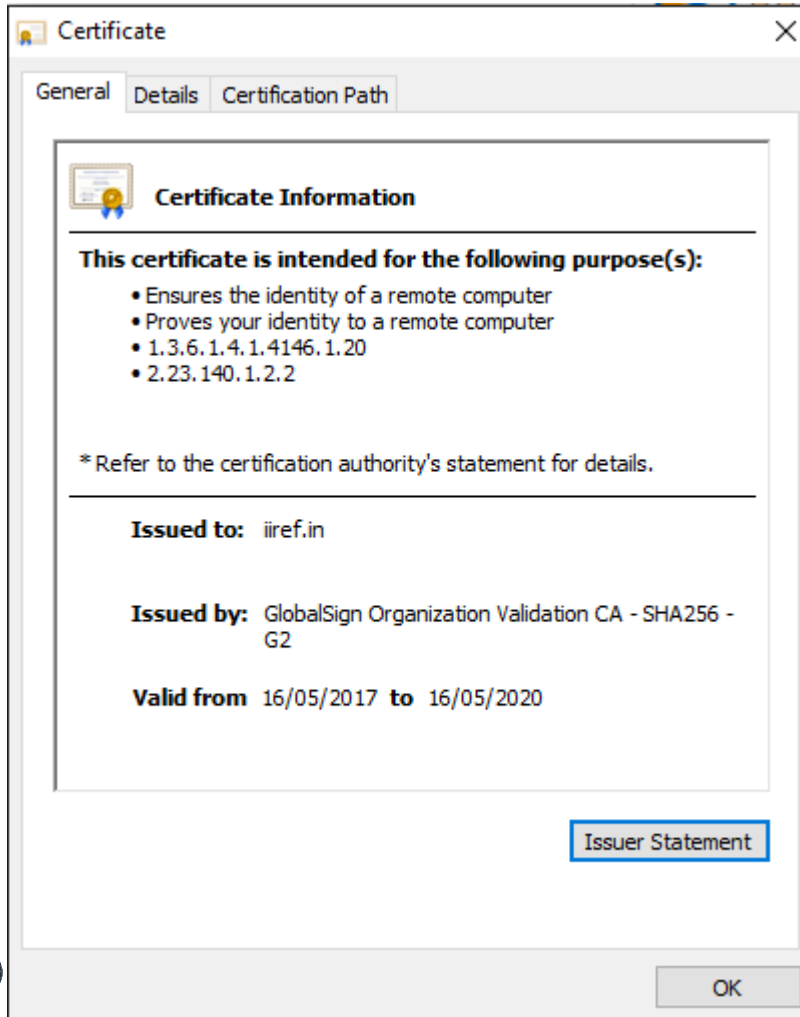 Certificate
General Details Certification Path
Certificate Information
This certificate is intended for the following purpose(s):
• Ensures the identity of a remote computer
• Proves your identity to a remote computer
• 1.3.6.1.4.1.4146.1.20
• 2.23.140.1.2.2
* Refer to the certification authority's statement for details.
Issued to: iiref.in
Issued by: GlobalSign Organization Validation CA - SHA256 -
G2
Valid from 16/05/2017 to 16/05/2020
Issuer Statement
OK